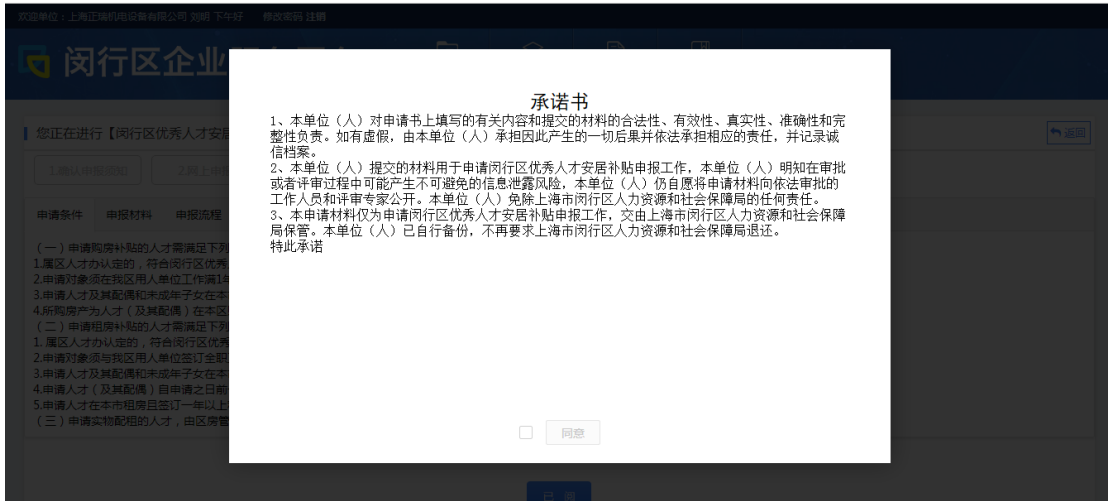 欢迎单位：上海正瑞机电设备有限公司 刘明 下午好 修改密码 注销
闵行区企业
您正在进行【闵行区优秀人才安居
返回
1.确认申报须知
2.网上申报
申请条件 申报材料 申报流程
（一）申请购房补贴的人才需满足下列
1.属区人才办认定的，符合闵行区优秀
2.申请对象须在我区用人单位工作满1年
3.申请人才及其配偶和未成年子女在本
4.所购房产为人才（及其配偶）在本区
（二）申请租房补贴的人才需满足下列
1. 属区人才办认定的，符合闵行区优秀
2.申请对象须与我区用人单位签订全职
3.申请人才及其配偶和未成年子女在本
4.申请人才（及其配偶）自申请之日前
5.申请人才在本市租房且签订一年以上
（三）申请实物配租的人才，由区房管
承诺书
1、本单位（人）对申请书上填写的有关内容和提交的材料的合法性、有效性、真实性、准确性和完
整性负责。如有虚假，由本单位（人）承担因此产生的一切后果并依法承担相应的责任，并记录诚
信档案。
2、本单位（人）提交的材料用于申请闵行区优秀人才安居补贴申报工作，本单位（人）明知在审批
或者评审过程中可能产生不可避免的信息泄露风险，本单位（人）仍自愿将申请材料向依法审批的
工作人员和评审专家公开。本单位（人）免除上海市闵行区人力资源和社会保障局的任何责任。
3、本申请材料仅为申请闵行区优秀人才安居补贴申报工作，交由上海市闵行区人力资源和社会保障
局保管。本单位（人）已自行备份，不再要求上海市闵行区人力资源和社会保障局退还。
特此承诺
同意